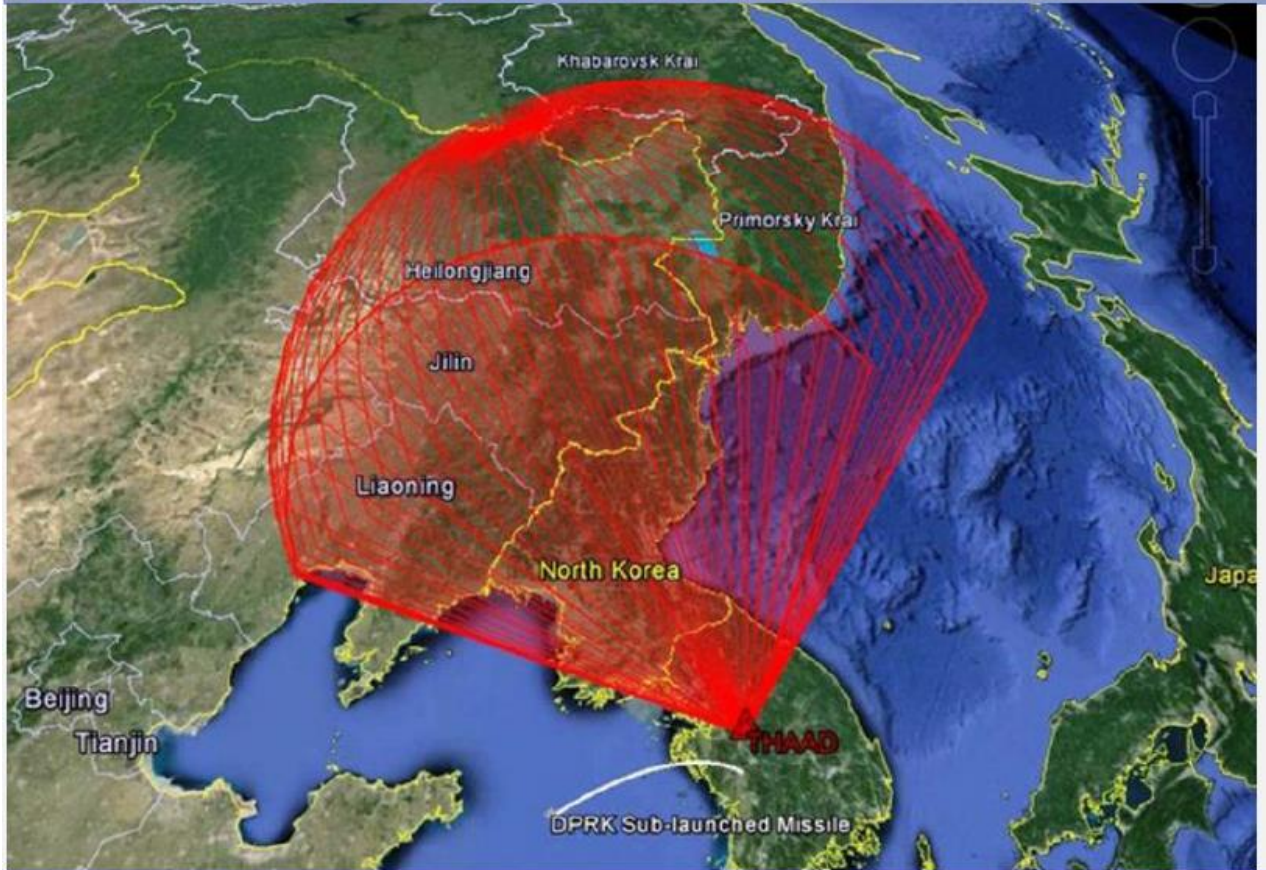 Khabarovsk Krai
Primorsky Krai
Heilongjiang
Jilin
Liaoning
North Korea
Japa
Beijing
Tianjin
THAAD
DPRK Sub-launched Missile